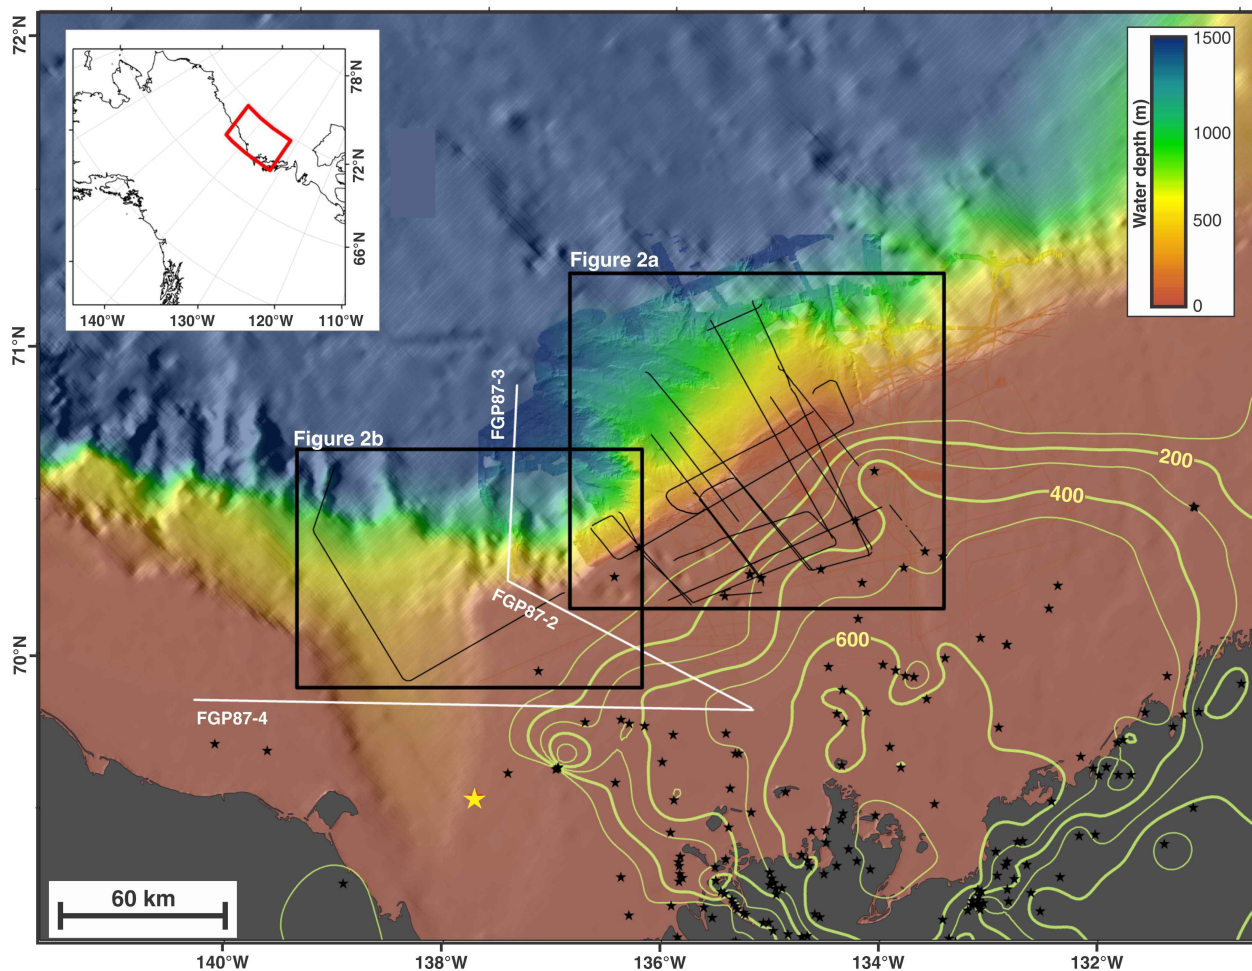 72°N
71°N
70°N
78°N
72°N
66°N
140°W
130°W
120°W
110°W
Water depth (m)
1500
1000
500
0
Figure 2a
Figure 2b
FGP87-3
FGP87-2
FGP87-4
200
400
600
60 km
140°W
138°W
136°W
134°W
132°W